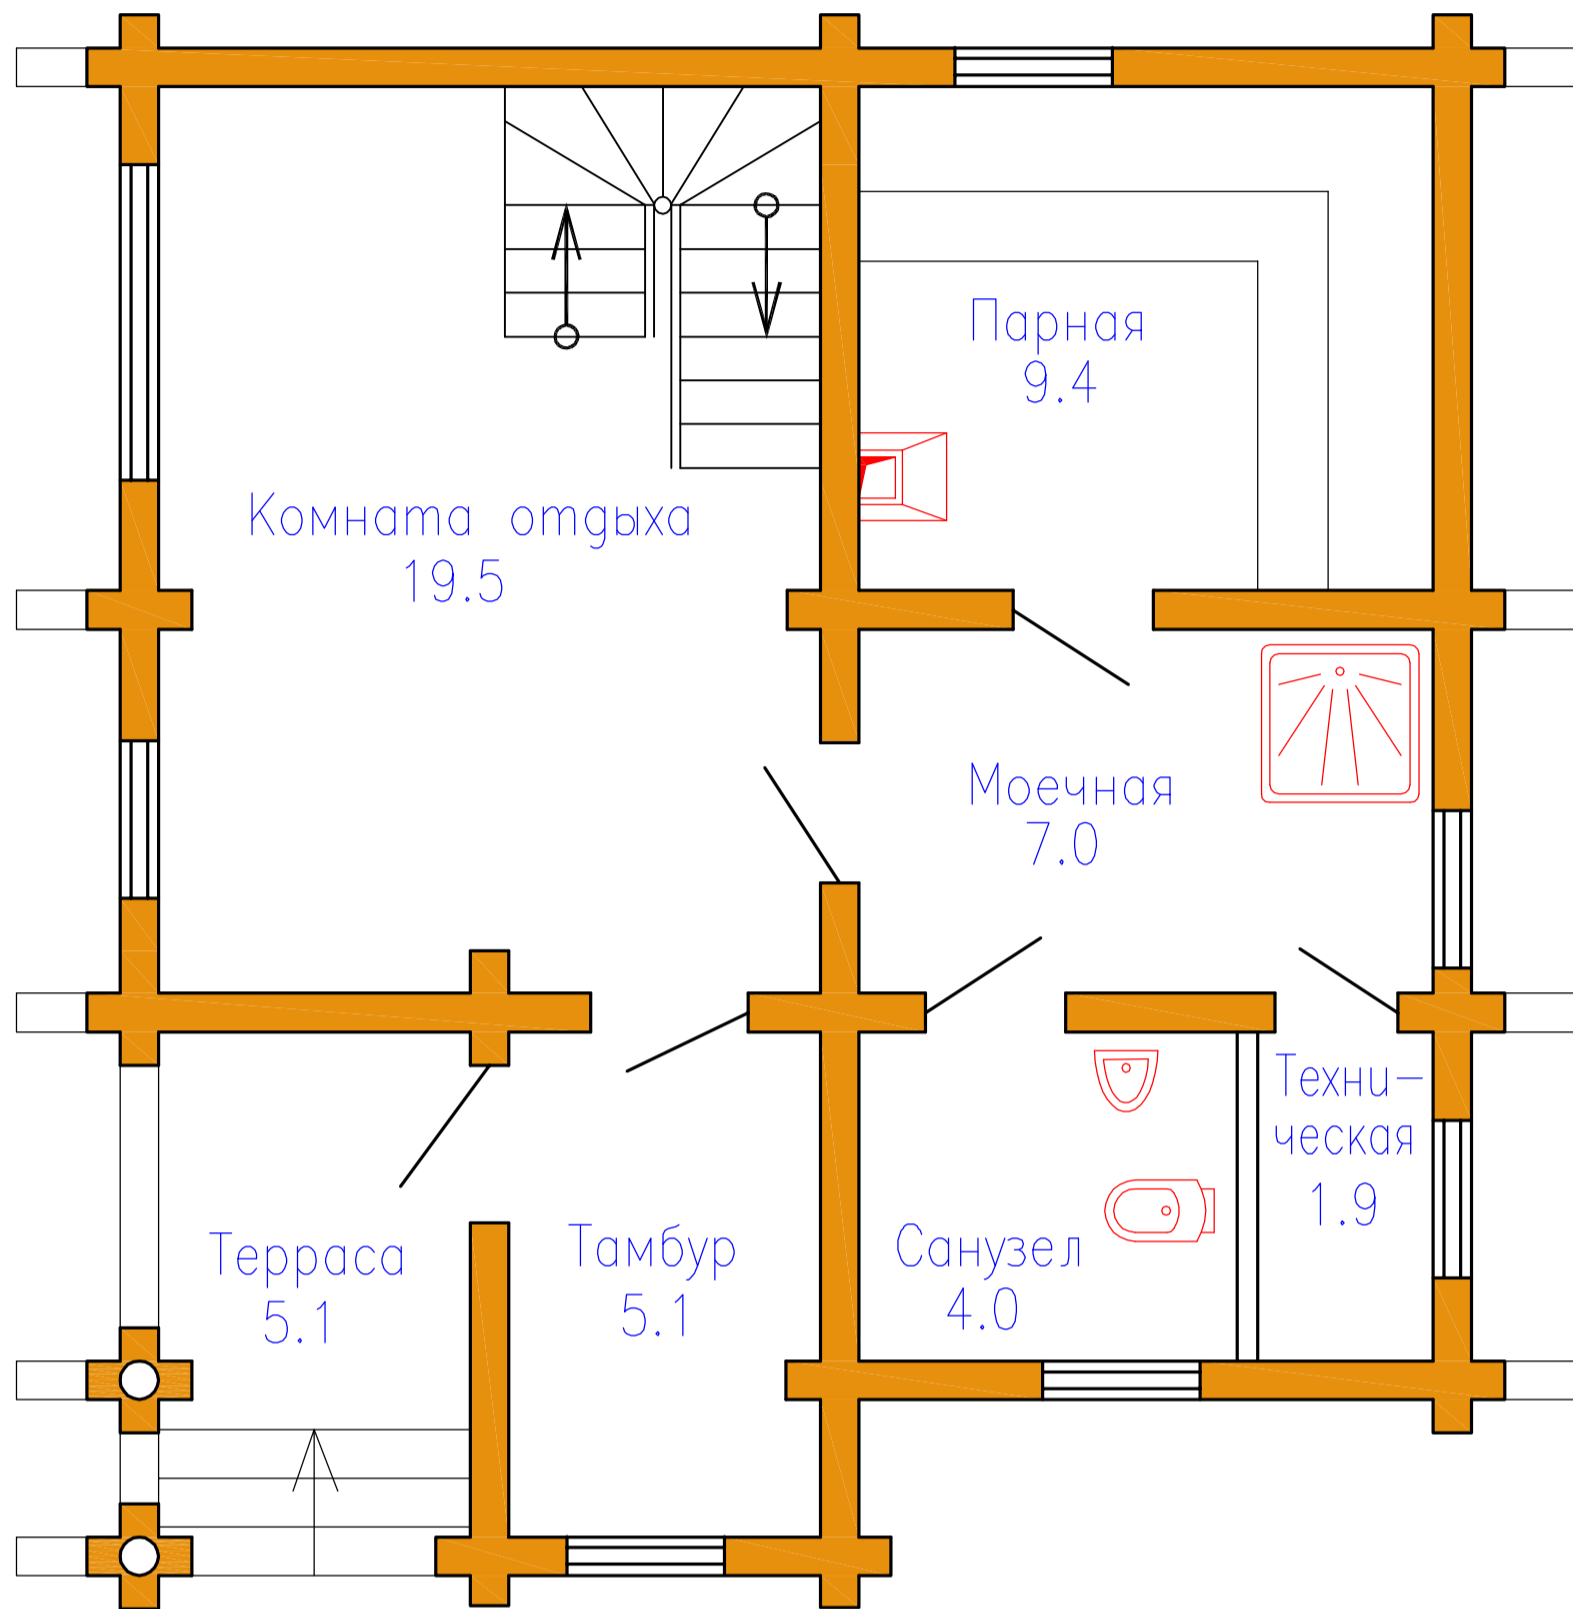 Парная
9.4
Комната отдыха
19.5
Моечная
7.0
Техни-
ческая
1.9
Терраса
5.1
Тамбур
5.1
Санузел
4.0